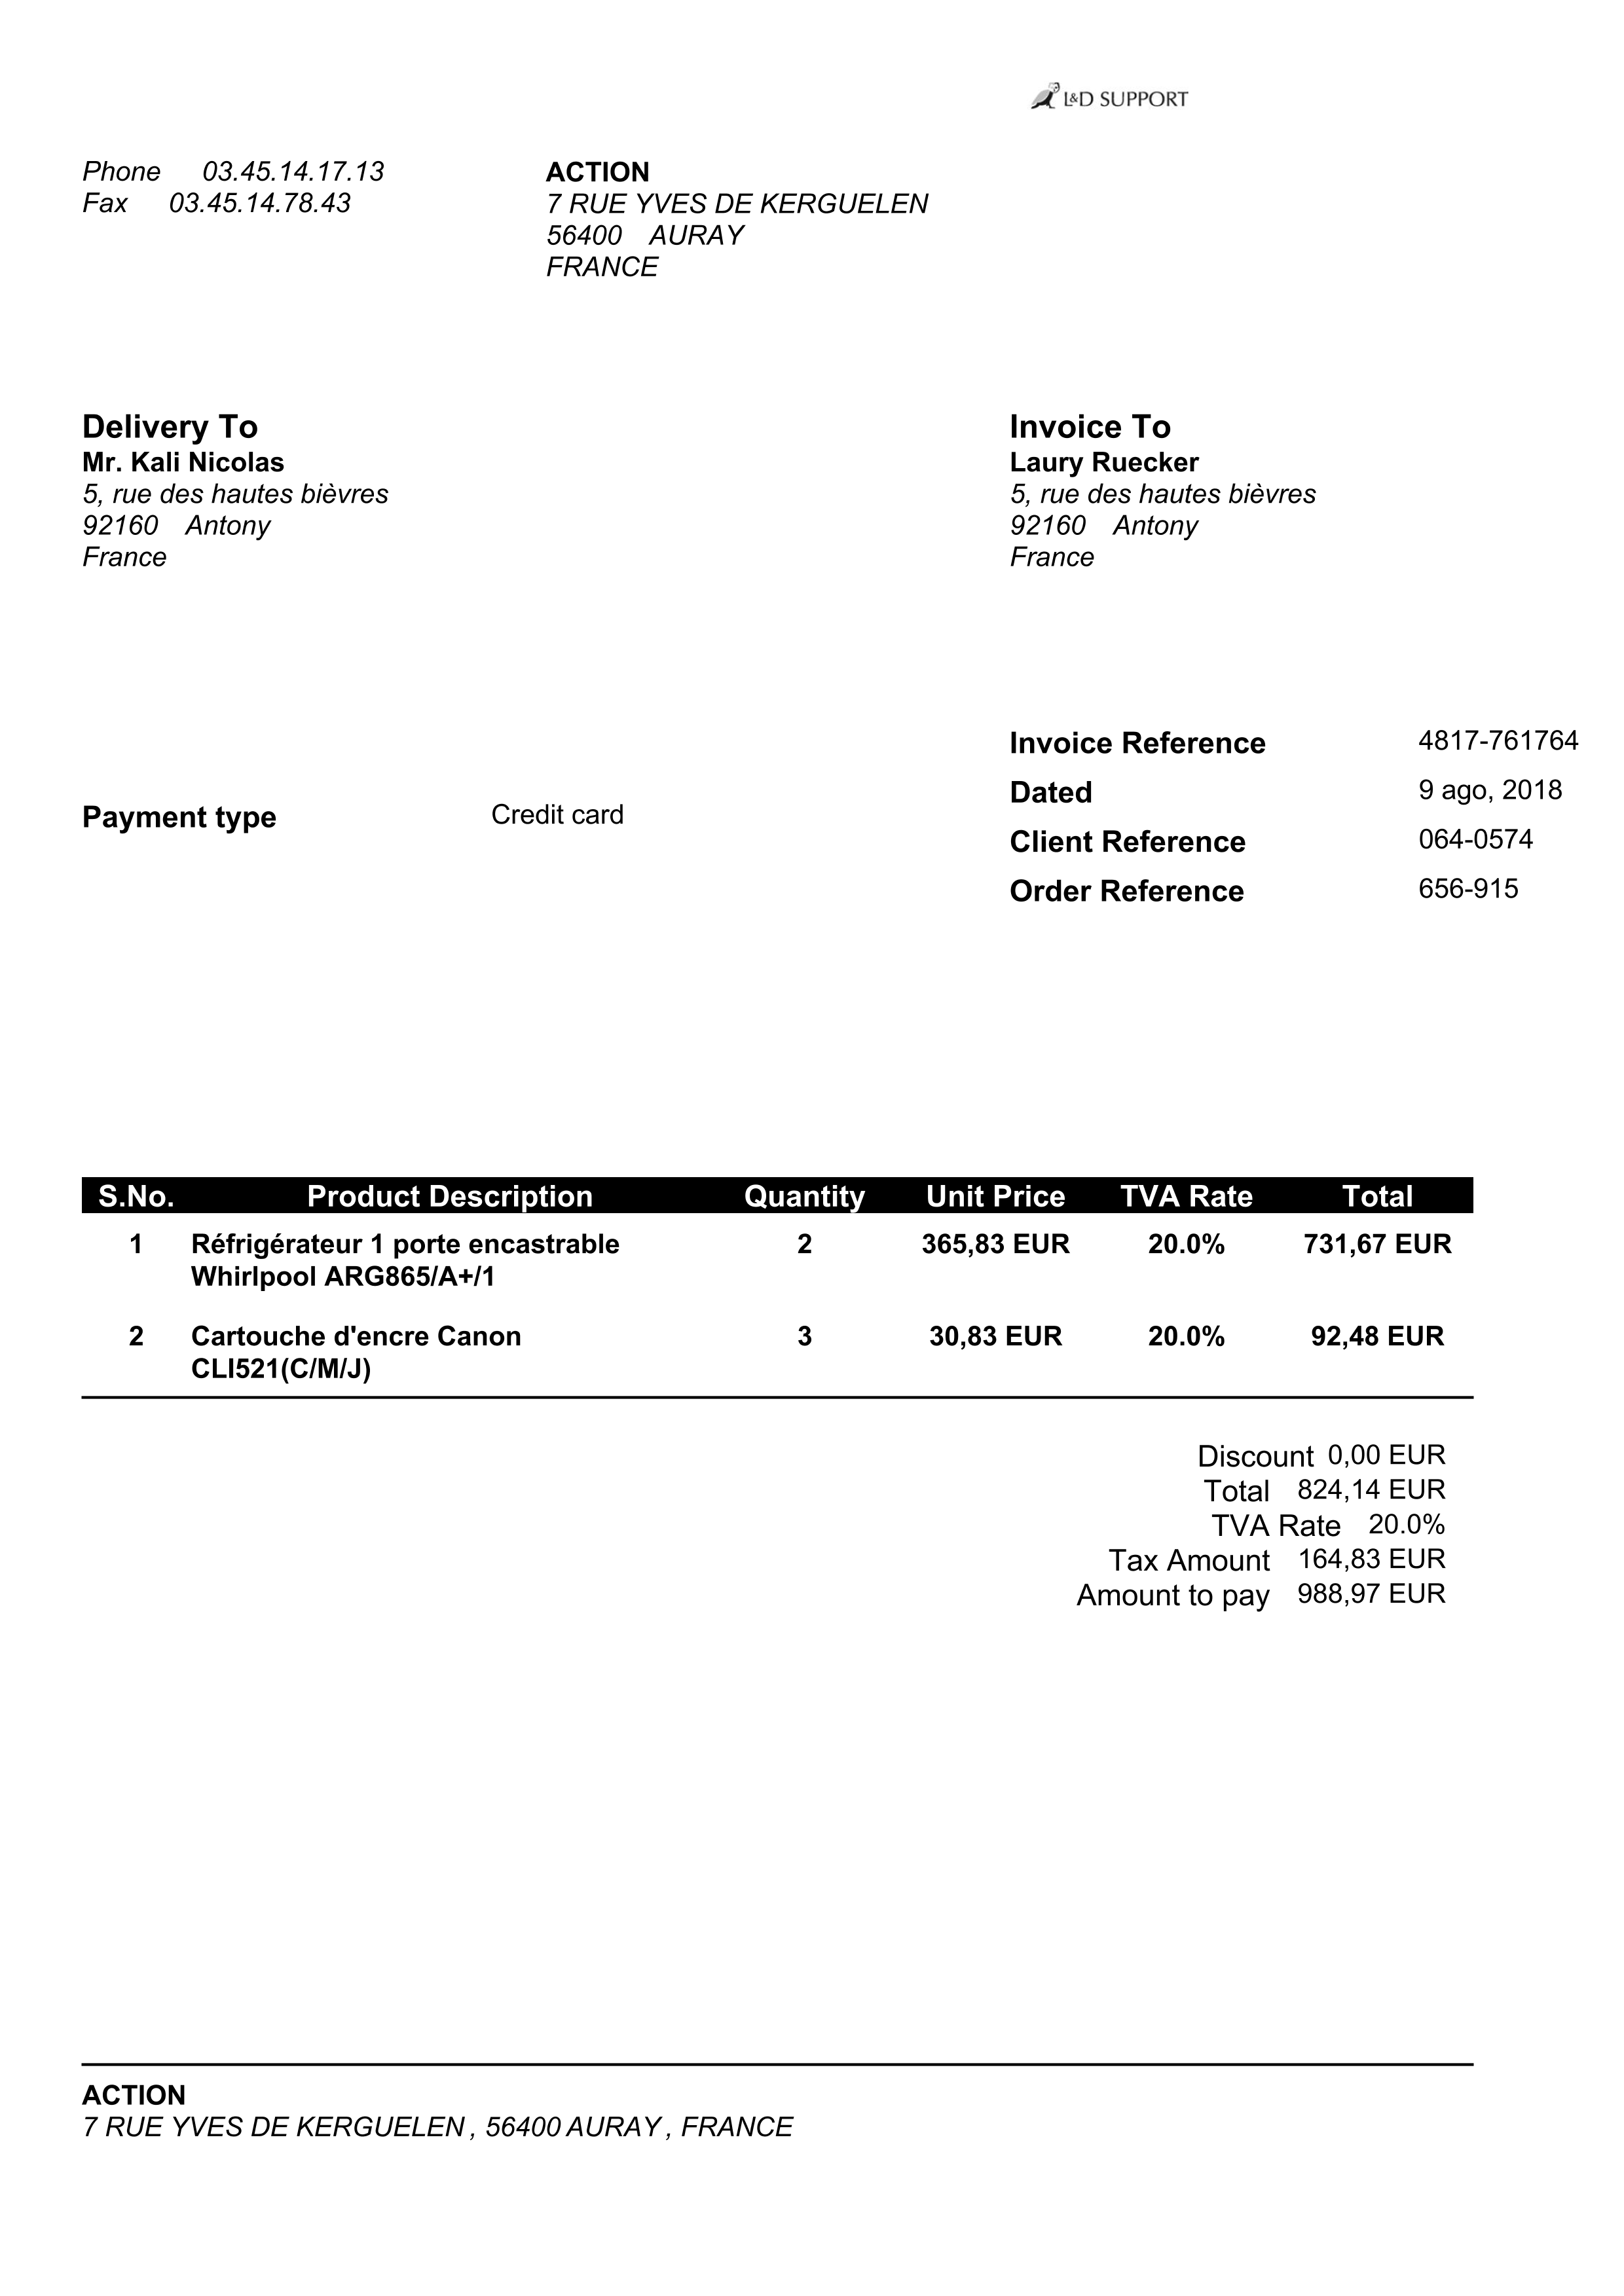 L&D SUPPORT
Phone 03.45.14.17.13
Fax 03.45.14.78.43
ACTION
7 RUE YVES DE KERGUELEN
56400 AURAY
FRANCE
Delivery To
Mr. Kali Nicolas
5, rue des hautes bièvres
92160 Antony
France
Invoice To
Laury Ruecker
5, rue des hautes bièvres
92160 Antony
France
Payment type Credit card
Invoice Reference 4817-761764
Dated 9 ago, 2018
Client Reference 064-0574
Order Reference 656-915
S.No. Product Description Quantity Unit Price TVA Rate Total
1 Réfrigérateur 1 porte encastrable 2 365,83 EUR 20.0% 731,67 EUR
Whirlpool ARG865/A+/1
2 Cartouche d'encre Canon 3 30,83 EUR 20.0% 92,48 EUR
CLI521(C/M/J)
Discount 0,00 EUR
Total 824,14 EUR
TVA Rate 20.0%
Tax Amount 164,83 EUR
Amount to pay 988,97 EUR
ACTION
7 RUE YVES DE KERGUELEN , 56400 AURAY , FRANCE